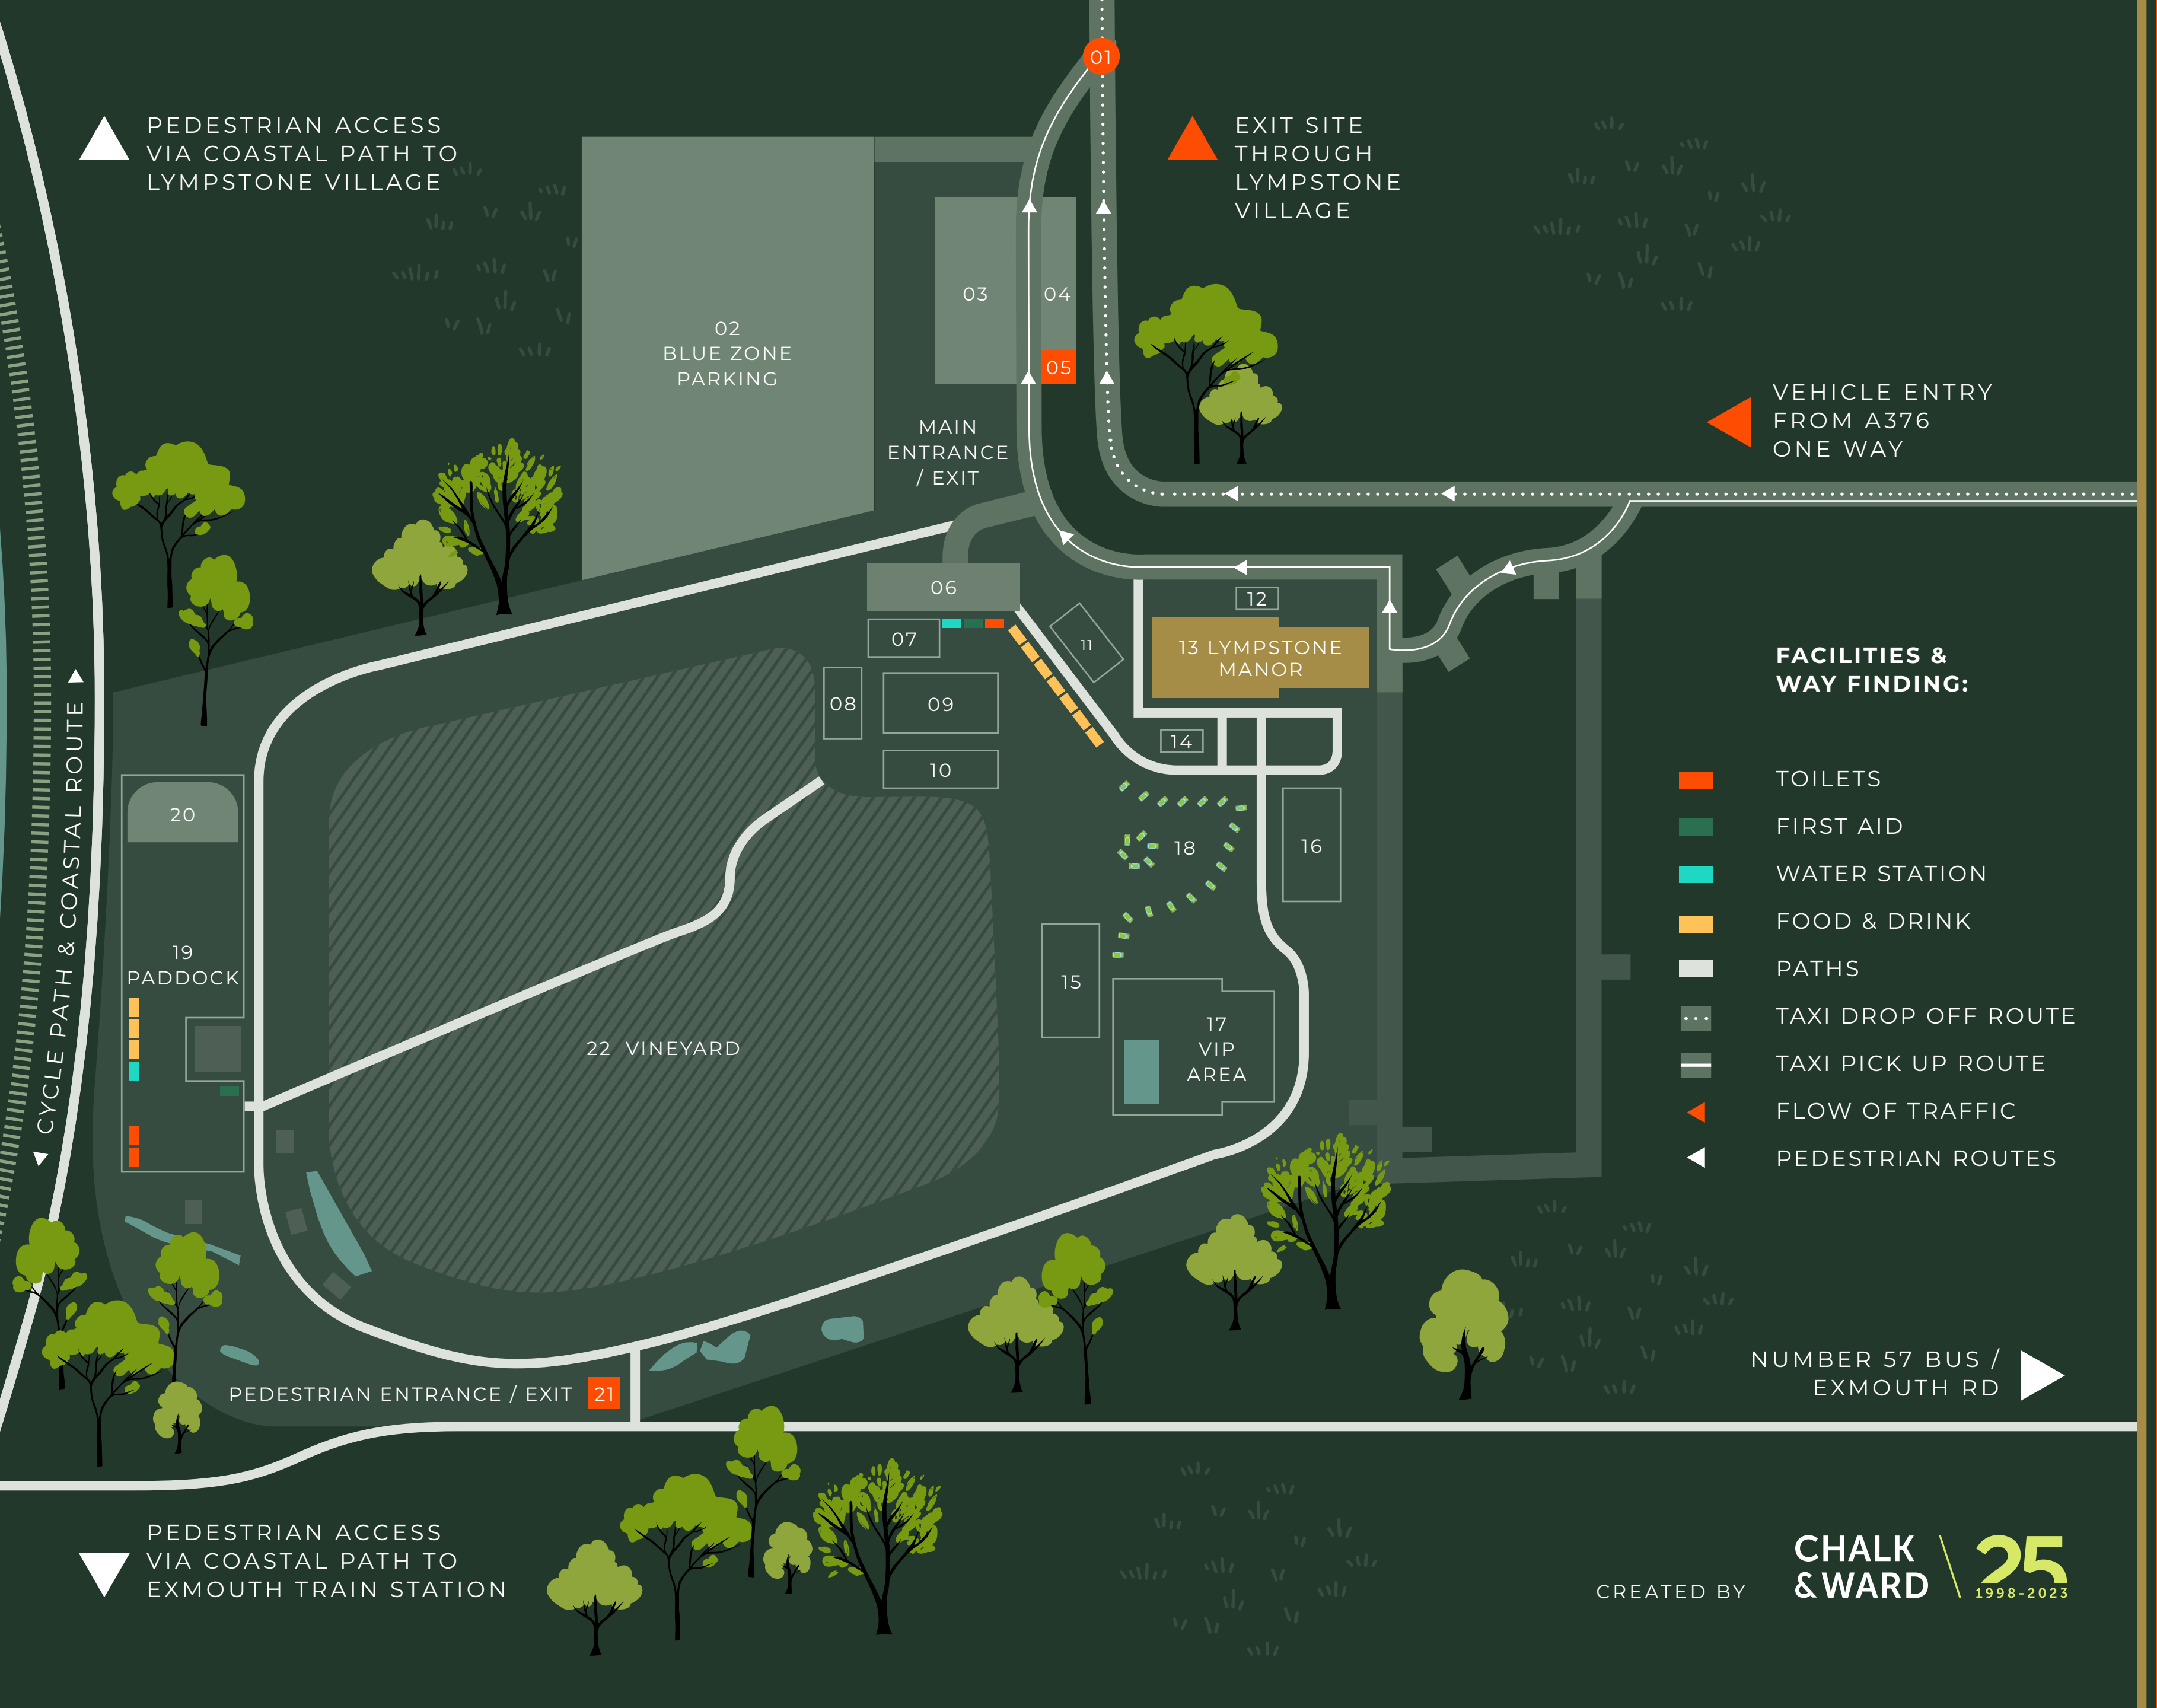 01
PEDESTRIAN ACCESS
VIA COASTAL PATH TO
LYMPSTONE VILLAGE
EXIT SITE
THROUGH
LYMPSTONE
VILLAGE
02
BLUE ZONE
PARKING
03
04
05
MAIN
ENTRANCE
/ EXIT
VEHICLE ENTRY
FROM A376
ONE WAY
06
07
08
09
10
11
12
13 LYMPSTONE
MANOR
14
15
16
17
VIP
AREA
18
19
PADDOCK
20
22 VINEYARD
CYCLE PATH & COASTAL ROUTE
PEDESTRIAN ENTRANCE / EXIT 21
FACILITIES &
WAY FINDING:
TOILETS
FIRST AID
WATER STATION
FOOD & DRINK
PATHS
TAXI DROP OFF ROUTE
TAXI PICK UP ROUTE
FLOW OF TRAFFIC
PEDESTRIAN ROUTES
NUMBER 57 BUS /
EXMOUTH RD
PEDESTRIAN ACCESS
VIA COASTAL PATH TO
EXMOUTH TRAIN STATION
CREATED BY
CHALK
& WARD
25
1998-2023